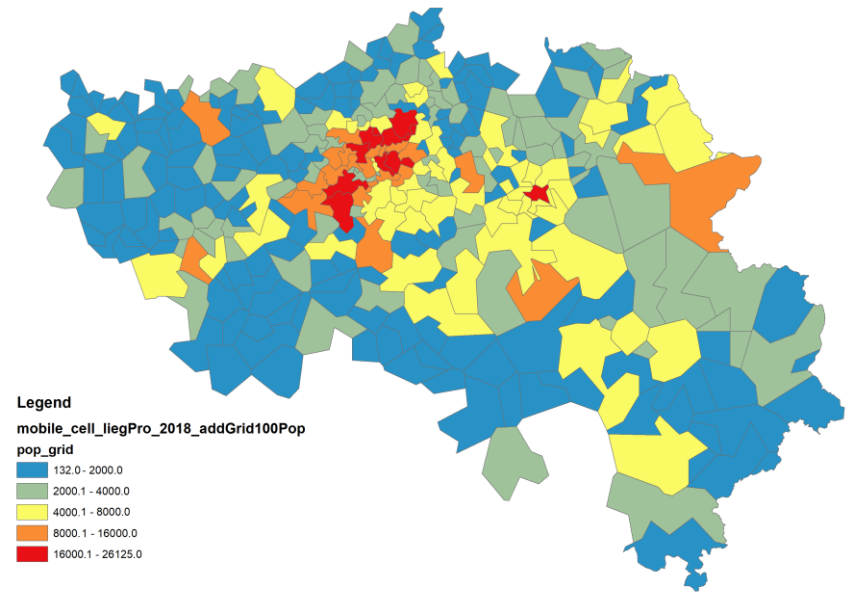 Legend
mobile_cell_liegPro_2018_addGrid100Pop
pop_grid
132.0 - 2000.0
2000.1 - 4000.0
4000.1 - 8000.0
8000.1 - 16000.0
16000.1 - 26125.0